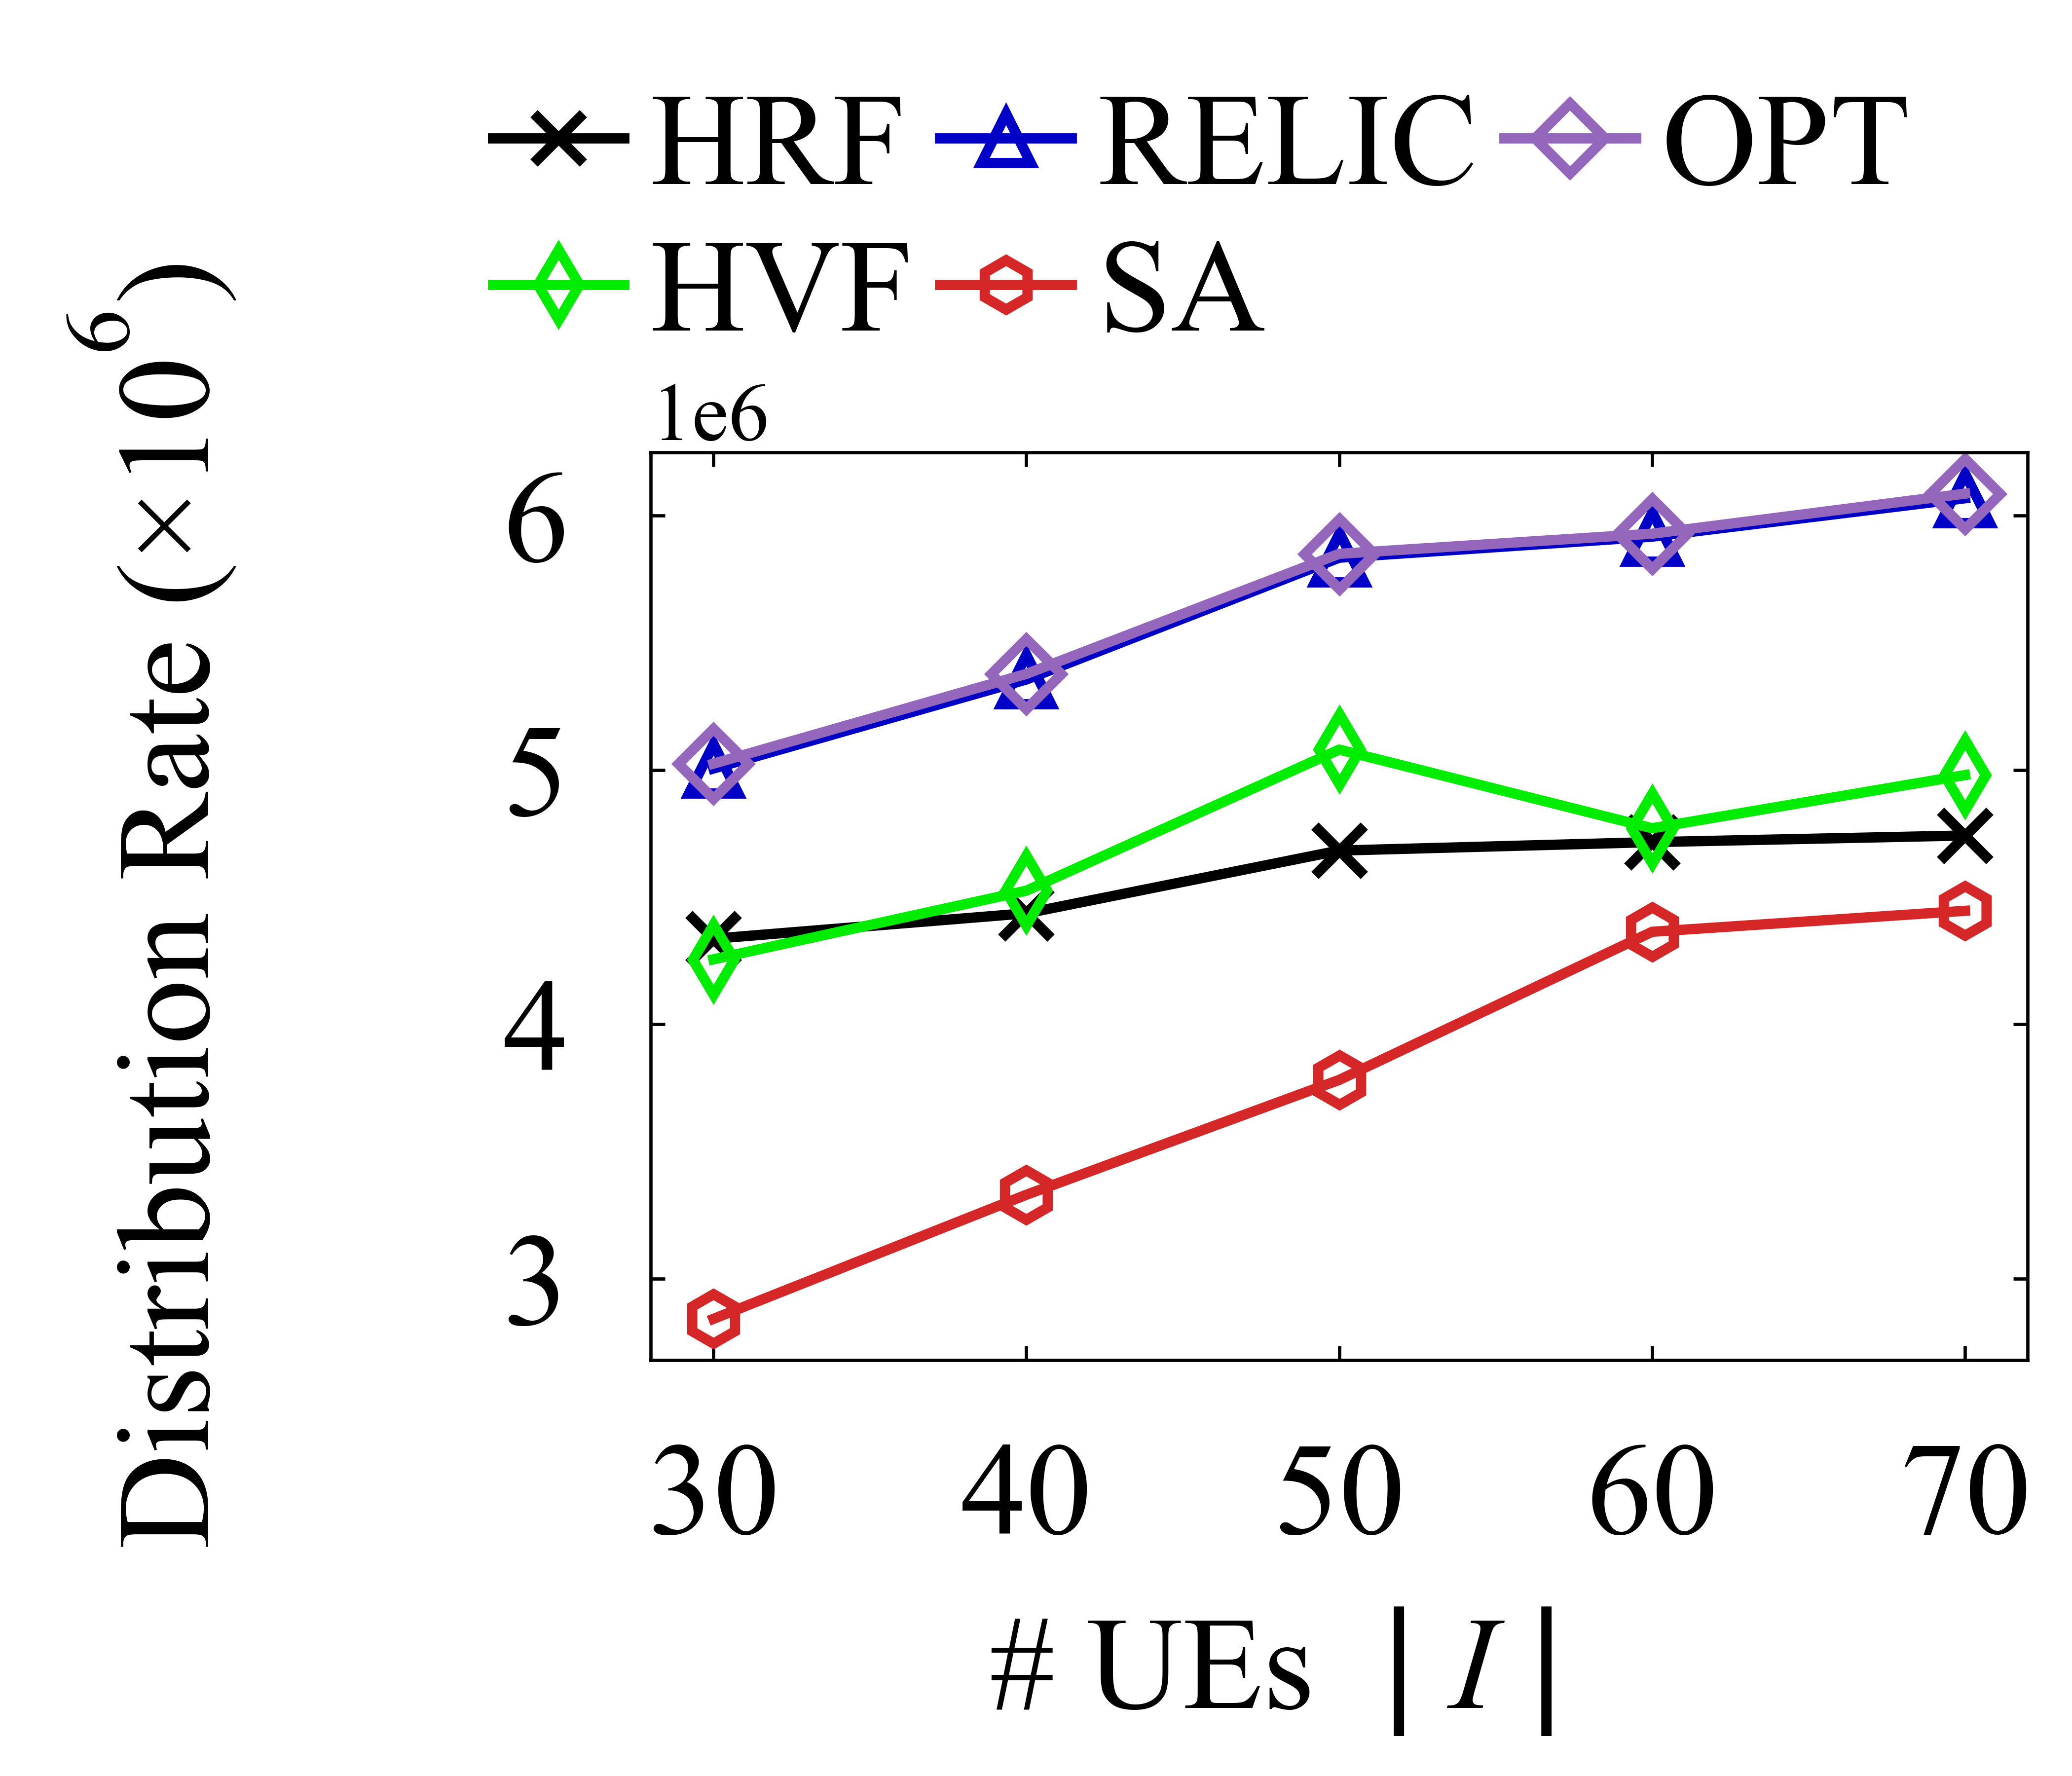 HRF RELIC OPT
HVF SA
1e6
Distribution Rate (×10⁶)
6
5
4
3
30 40 50 60 70
# UEs | I |